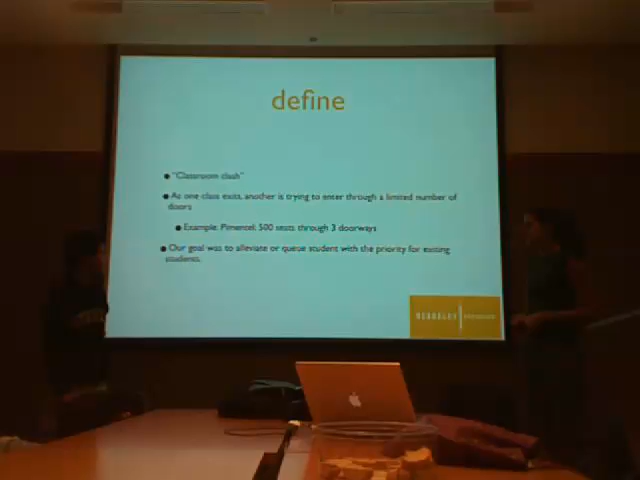 define
● "Classroom clash"
● As one class exits, another is trying to enter through a limited number of
doors
● Example: Pimentel: 500 seats through 3 doorways
● Our goal was to alleviate or queue student with the priority for exiting
students.
BERKELEY